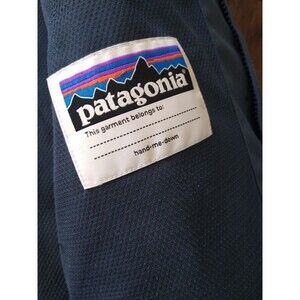 patagonia®
This garment belongs to:
hand-me-down